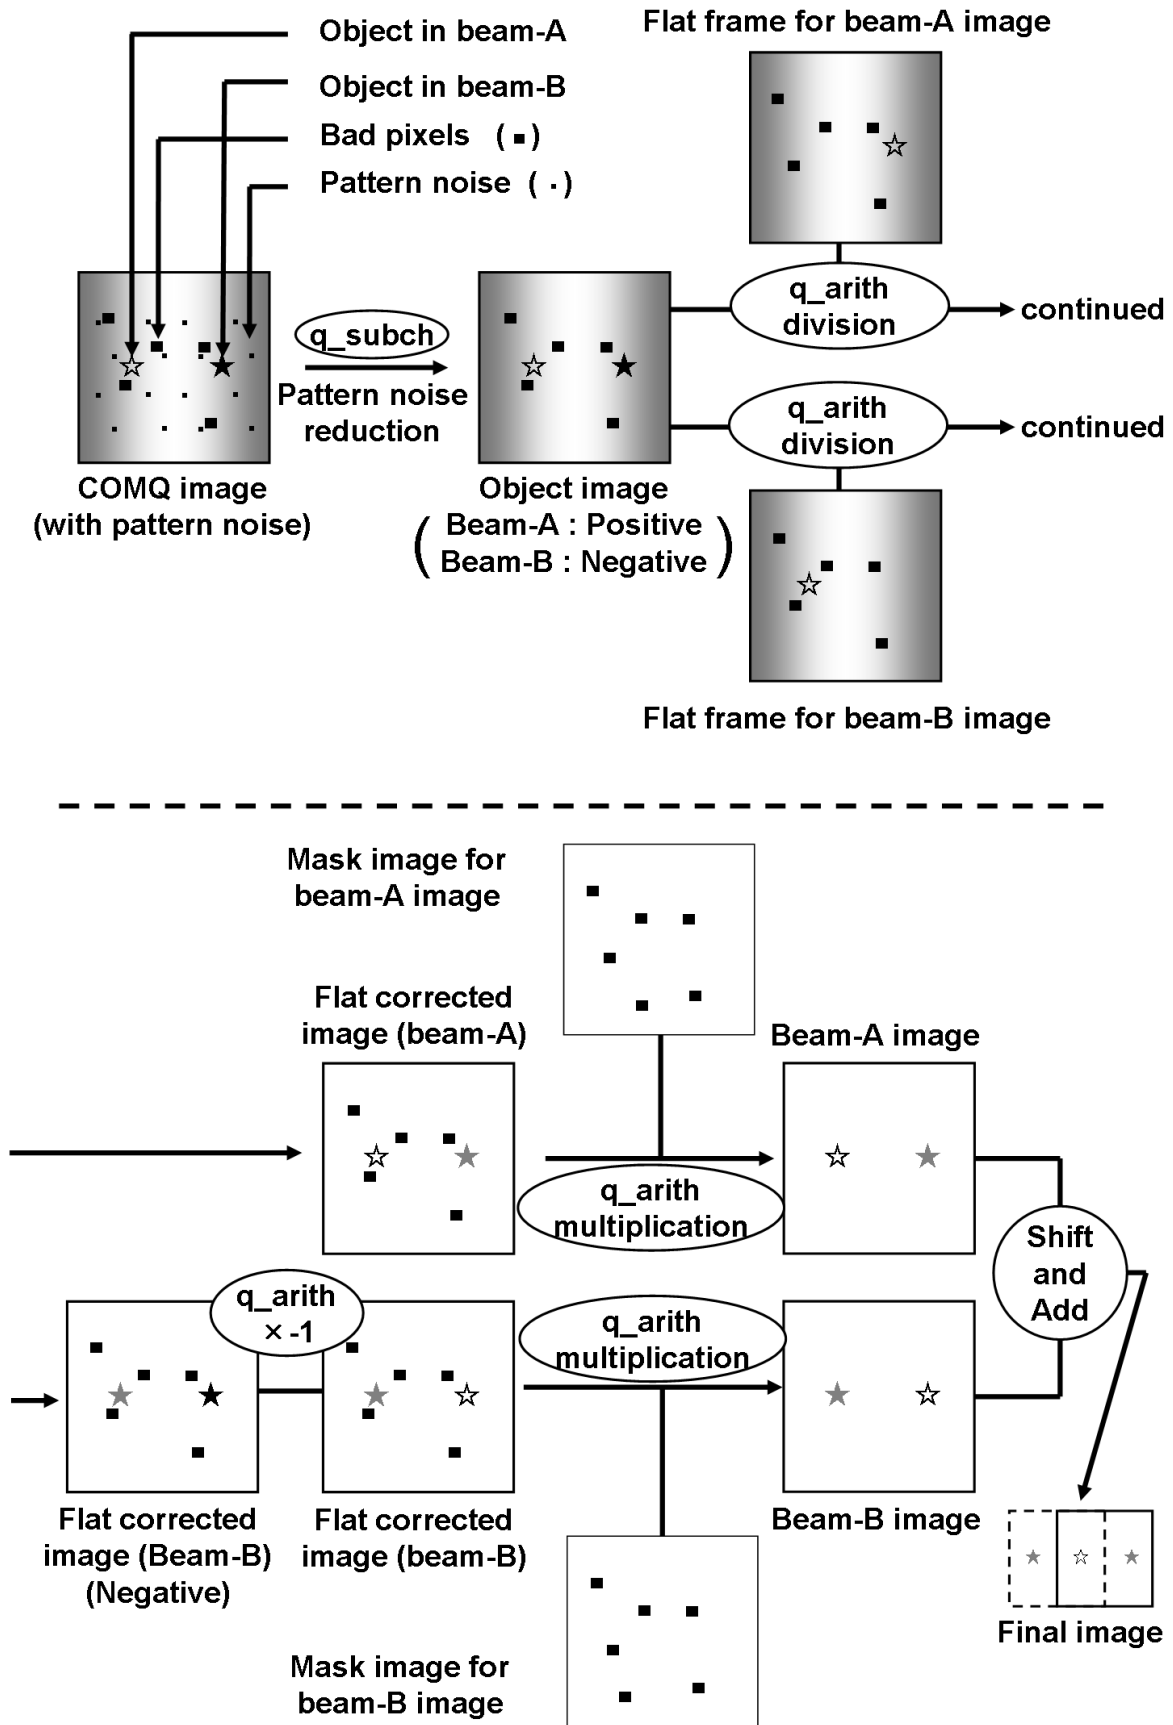 Object in beam-A
Object in beam-B
Bad pixels (▪)
Pattern noise (·)
Flat frame for beam-A image
q_subch
Pattern noise
reduction
q_arith
division
continued
q_arith
division
continued
COMQ image
(with pattern noise)
Object image
(Beam-A : Positive
Beam-B : Negative)
Flat frame for beam-B image
Mask image for
beam-A image
Flat corrected
image (beam-A)
Beam-A image
q_arith
multiplication
Shift
and
Add
q_arith
× -1
q_arith
multiplication
Flat corrected
image (Beam-B)
(Negative)
Flat corrected
image (beam-B)
Beam-B image
Final image
Mask image for
beam-B image